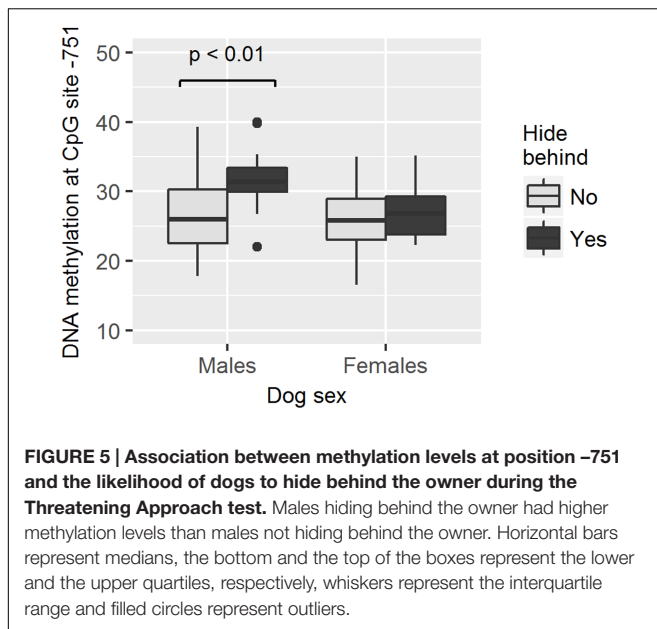 50
p < 0.01
40
30
20
10
DNA methylation at CpG site -751
Males
Females
Dog sex
Hide
behind
No
Yes
FIGURE 5 | Association between methylation levels at position –751
and the likelihood of dogs to hide behind the owner during the
Threatening Approach test. Males hiding behind the owner had higher
methylation levels than males not hiding behind the owner. Horizontal bars
represent medians, the bottom and the top of the boxes represent the lower
and the upper quartiles, respectively, whiskers represent the interquartile
range and filled circles represent outliers.